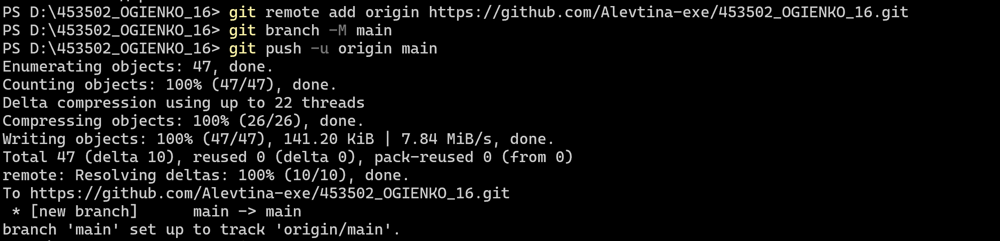 PS D:\453502_OGIENKO_16> git remote add origin https://github.com/Alevtina-exe/453502_OGIENKO_16.git
PS D:\453502_OGIENKO_16> git branch -M main
PS D:\453502_OGIENKO_16> git push -u origin main
Enumerating objects: 47, done.
Counting objects: 100% (47/47), done.
Delta compression using up to 22 threads
Compressing objects: 100% (26/26), done.
Writing objects: 100% (47/47), 141.20 KiB | 7.84 MiB/s, done.
Total 47 (delta 10), reused 0 (delta 0), pack-reused 0 (from 0)
remote: Resolving deltas: 100% (10/10), done.
To https://github.com/Alevtina-exe/453502_OGIENKO_16.git
 * [new branch]      main -> main
branch 'main' set up to track 'origin/main'.